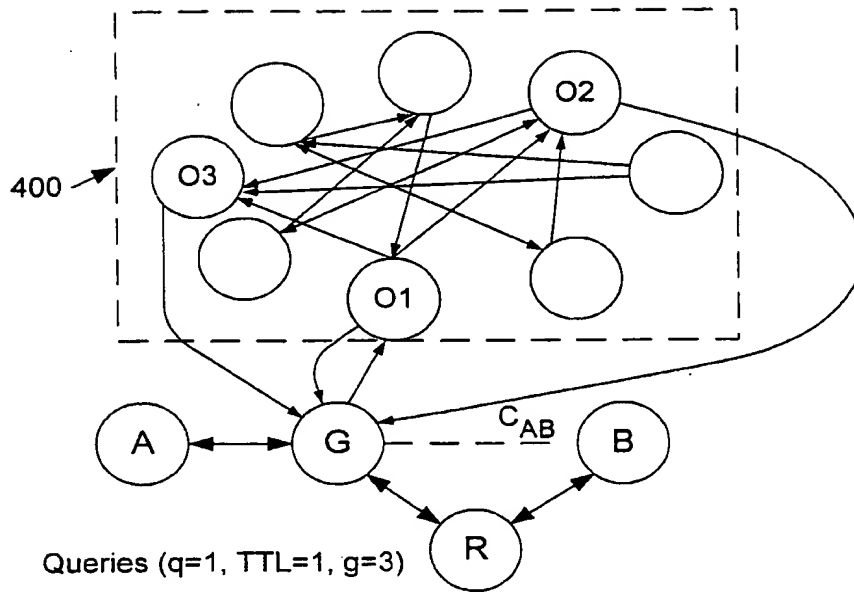 O2
400
O3
O1
C_AB
A
G
B
R
Queries (q=1, TTL=1, g=3)